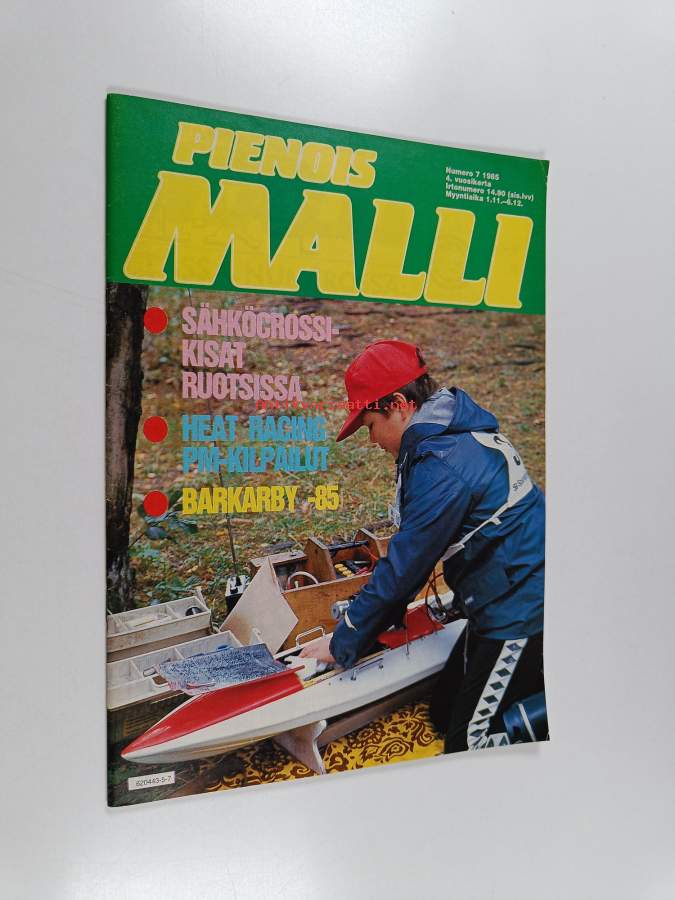 PIENOIS
MALLI
Numero 7 1985
4. vuosikerta
Irtonumero 14.90 (sis.lvv)
Myyntiaika 1.11.–6.12.
SÄHKÖCROSSI-
KISAT
RUOTSISSA
HEAT RACING
PM-KILPAILUT
BARKARBY -85
620443-5-7